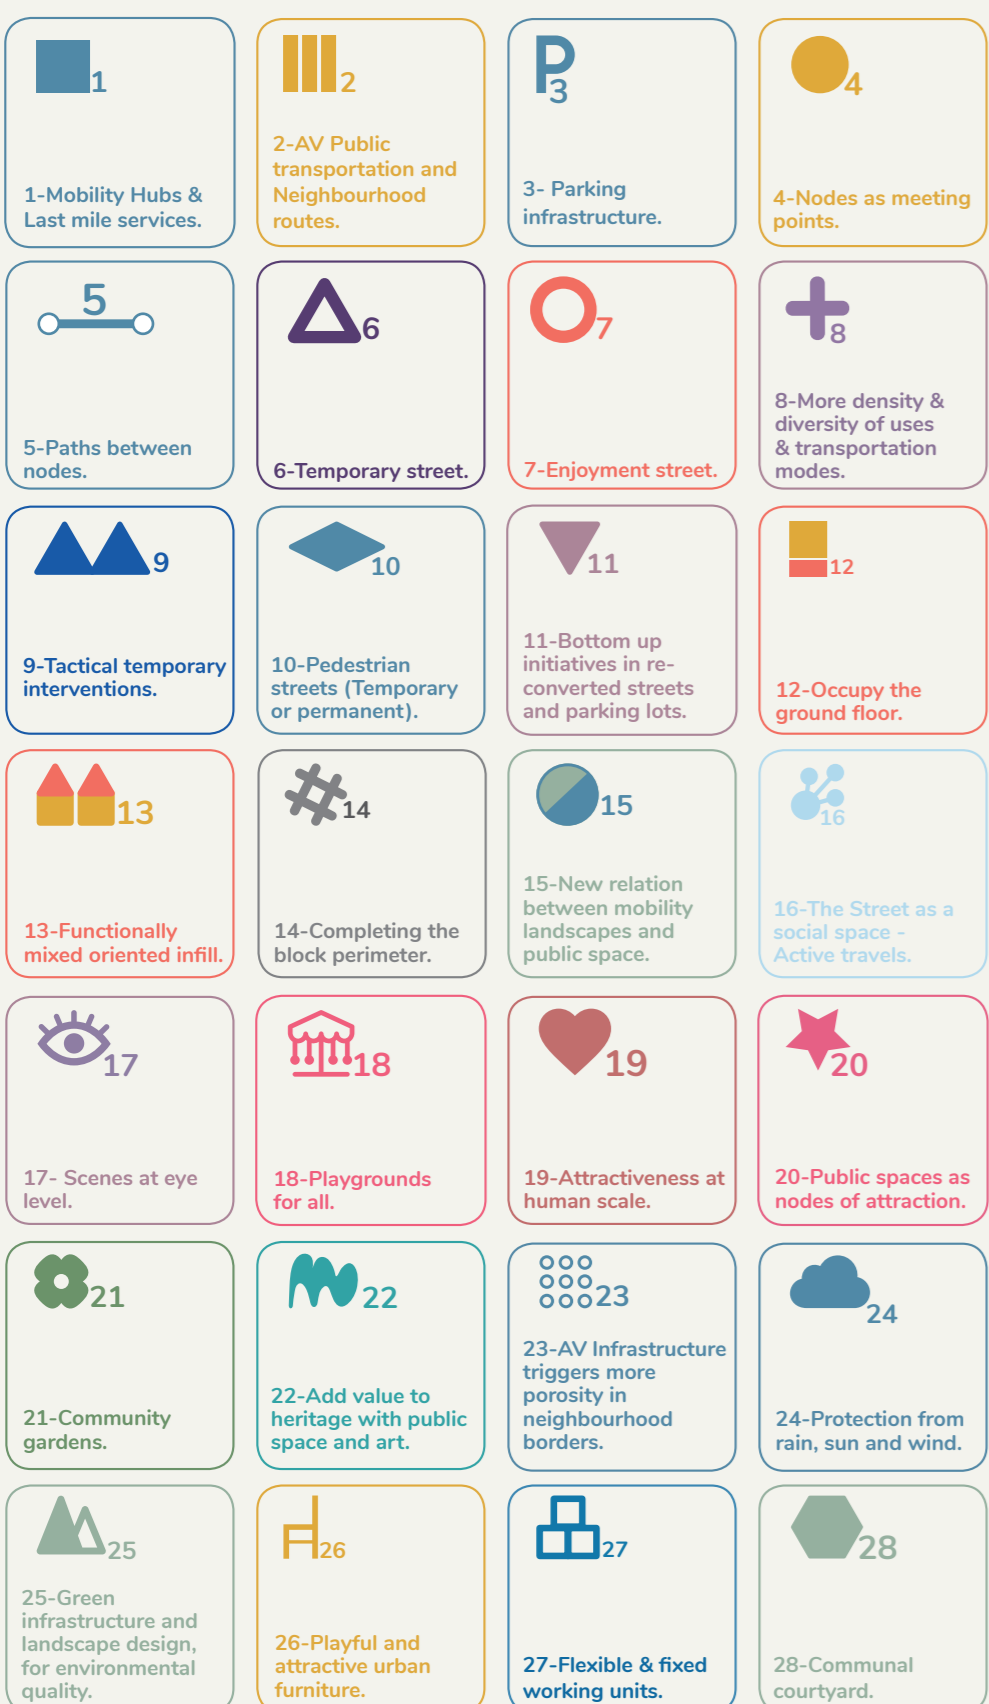 1
1-Mobility Hubs &
Last mile services.
2
2-AV Public
transportation and
Neighbourhood
routes.
P
3
3- Parking
infrastructure.
4
4-Nodes as meeting
points.
5
5-Paths between
nodes.
6
6-Temporary street.
7
7-Enjoyment street.
8
8-More density &
diversity of uses
& transportation
modes.
9
9-Tactical temporary
interventions.
10
10-Pedestrian
streets (Temporary
or permanent).
11
11-Bottom up
initiatives in re-
converted streets
and parking lots.
12
12-Occupy the
ground floor.
13
13-Functionally
mixed oriented infill.
14
14-Completing the
block perimeter.
15
15-New relation
between mobility
landscapes and
public space.
16
16-The Street as a
social space -
Active travels.
17
17- Scenes at eye
level.
18
18-Playgrounds
for all.
19
19-Attractiveness at
human scale.
20
20-Public spaces as
nodes of attraction.
21
21-Community
gardens.
22
22-Add value to
heritage with public
space and art.
23
23-AV Infrastructure
triggers more
porosity in
neighbourhood
borders.
24
24-Protection from
rain, sun and wind.
25
25-Green
infrastructure and
landscape design,
for environmental
quality.
26
26-Playful and
attractive urban
furniture.
27
27-Flexible & fixed
working units.
28
28-Communal
courtyard.